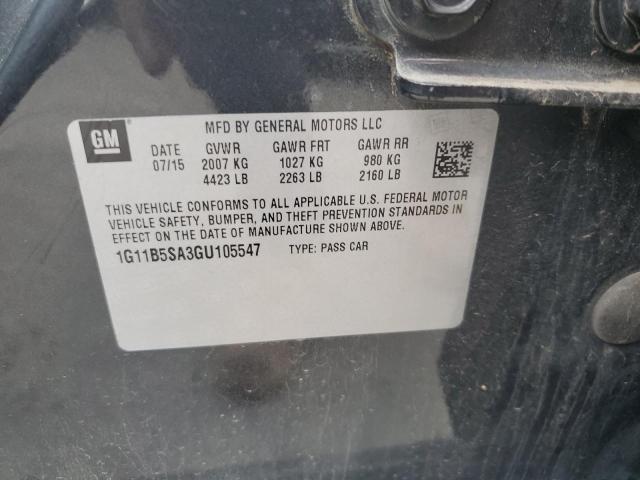 GM
MFD BY GENERAL MOTORS LLC
DATE GVWR GAWR FRT GAWR RR
07/15 2007 KG 1027 KG 980 KG
4423 LB 2263 LB 2160 LB
THIS VEHICLE CONFORMS TO ALL APPLICABLE U.S. FEDERAL MOTOR
VEHICLE SAFETY, BUMPER, AND THEFT PREVENTION STANDARDS IN
EFFECT ON THE DATE OF MANUFACTURE SHOWN ABOVE.
1G11B5SA3GU105547 TYPE: PASS CAR